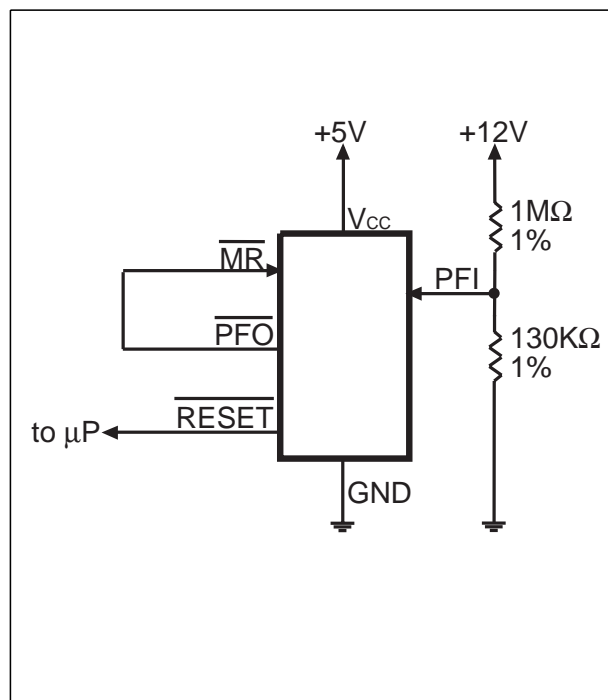 +5V
+12V
VCC
1MΩ
1%
MR
PFI
PFO
130KΩ
1%
RESET
to µP
GND